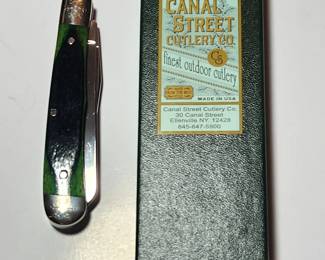 CANAL
STREET
CUTLERY CO.
finest outdoor cutlery
MADE IN USA
Canal Street Cutlery Co.
30 Canal Street
Ellenville NY 12428
845-647-5900